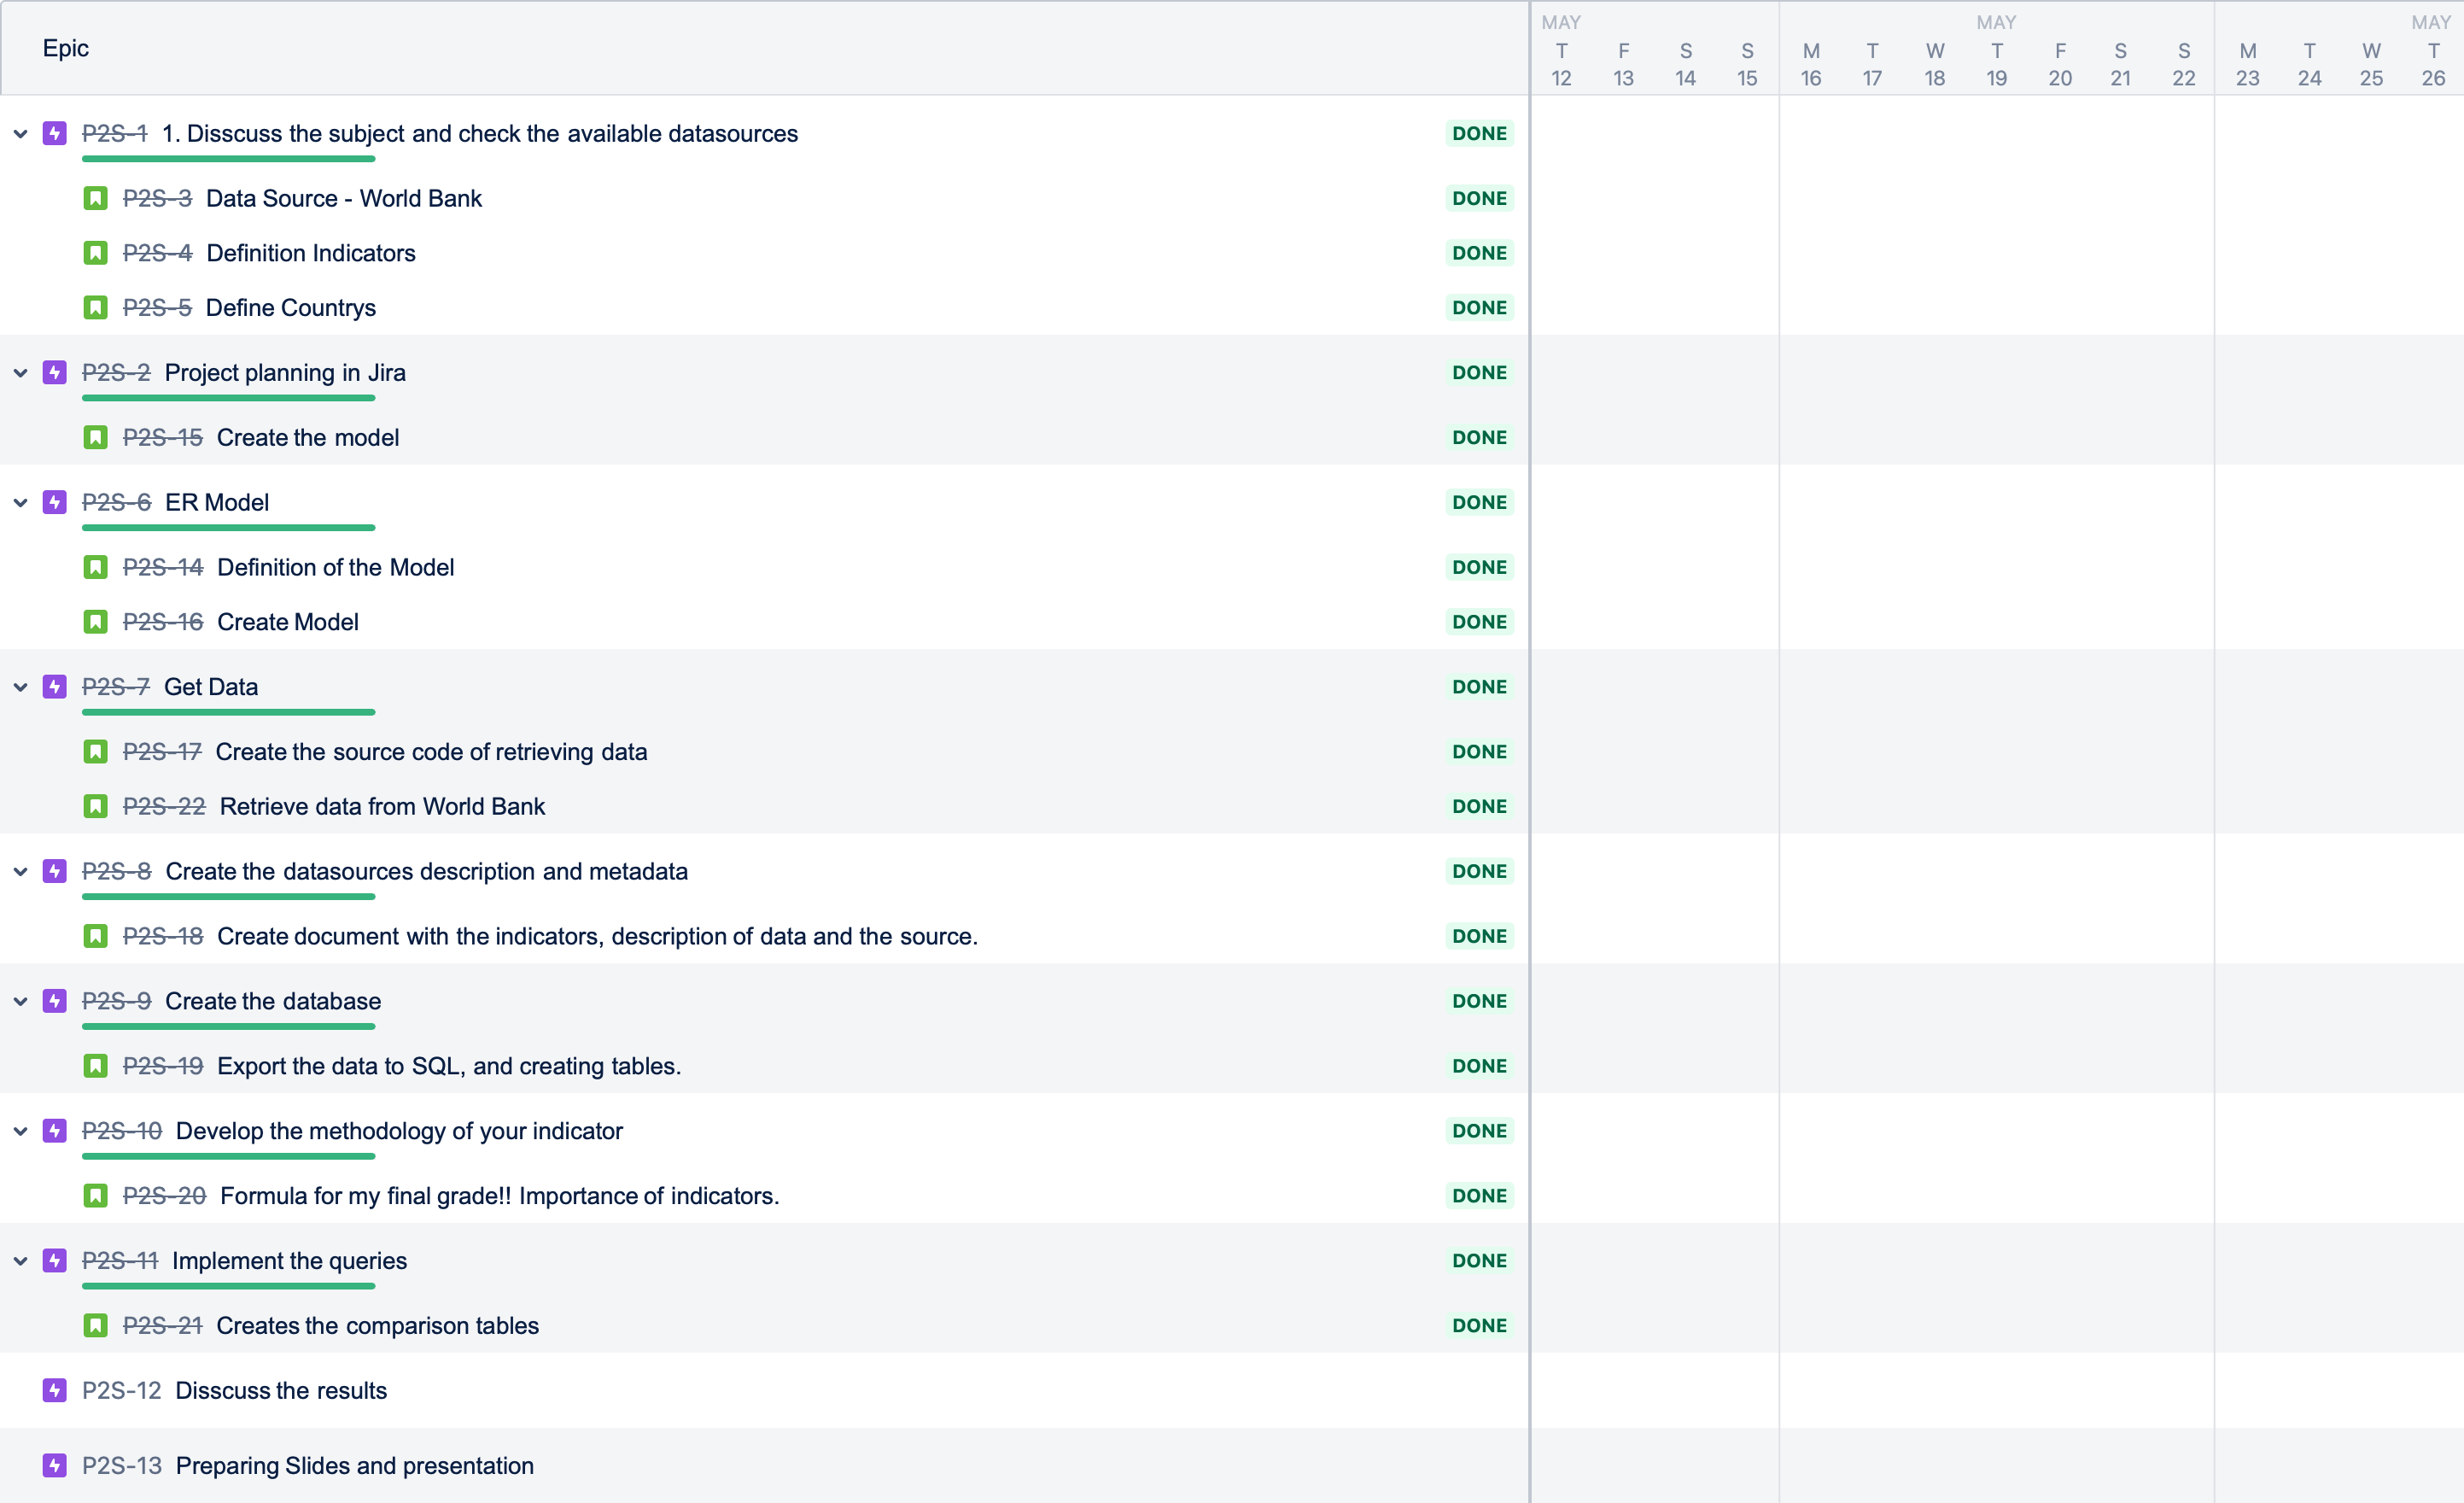 Epic
MAY MAY MAY
T F S S M T W T F S S M T W T
12 13 14 15 16 17 18 19 20 21 22 23 24 25 26
P2S-1 1. Disscuss the subject and check the available datasources DONE
P2S-3 Data Source - World Bank DONE
P2S-4 Definition Indicators DONE
P2S-5 Define Countrys DONE
P2S-2 Project planning in Jira DONE
P2S-15 Create the model DONE
P2S-6 ER Model DONE
P2S-14 Definition of the Model DONE
P2S-16 Create Model DONE
P2S-7 Get Data DONE
P2S-17 Create the source code of retrieving data DONE
P2S-22 Retrieve data from World Bank DONE
P2S-8 Create the datasources description and metadata DONE
P2S-18 Create document with the indicators, description of data and the source. DONE
P2S-9 Create the database DONE
P2S-19 Export the data to SQL, and creating tables. DONE
P2S-10 Develop the methodology of your indicator DONE
P2S-20 Formula for my final grade!! Importance of indicators. DONE
P2S-11 Implement the queries DONE
P2S-21 Creates the comparison tables DONE
P2S-12 Disscuss the results
P2S-13 Preparing Slides and presentation